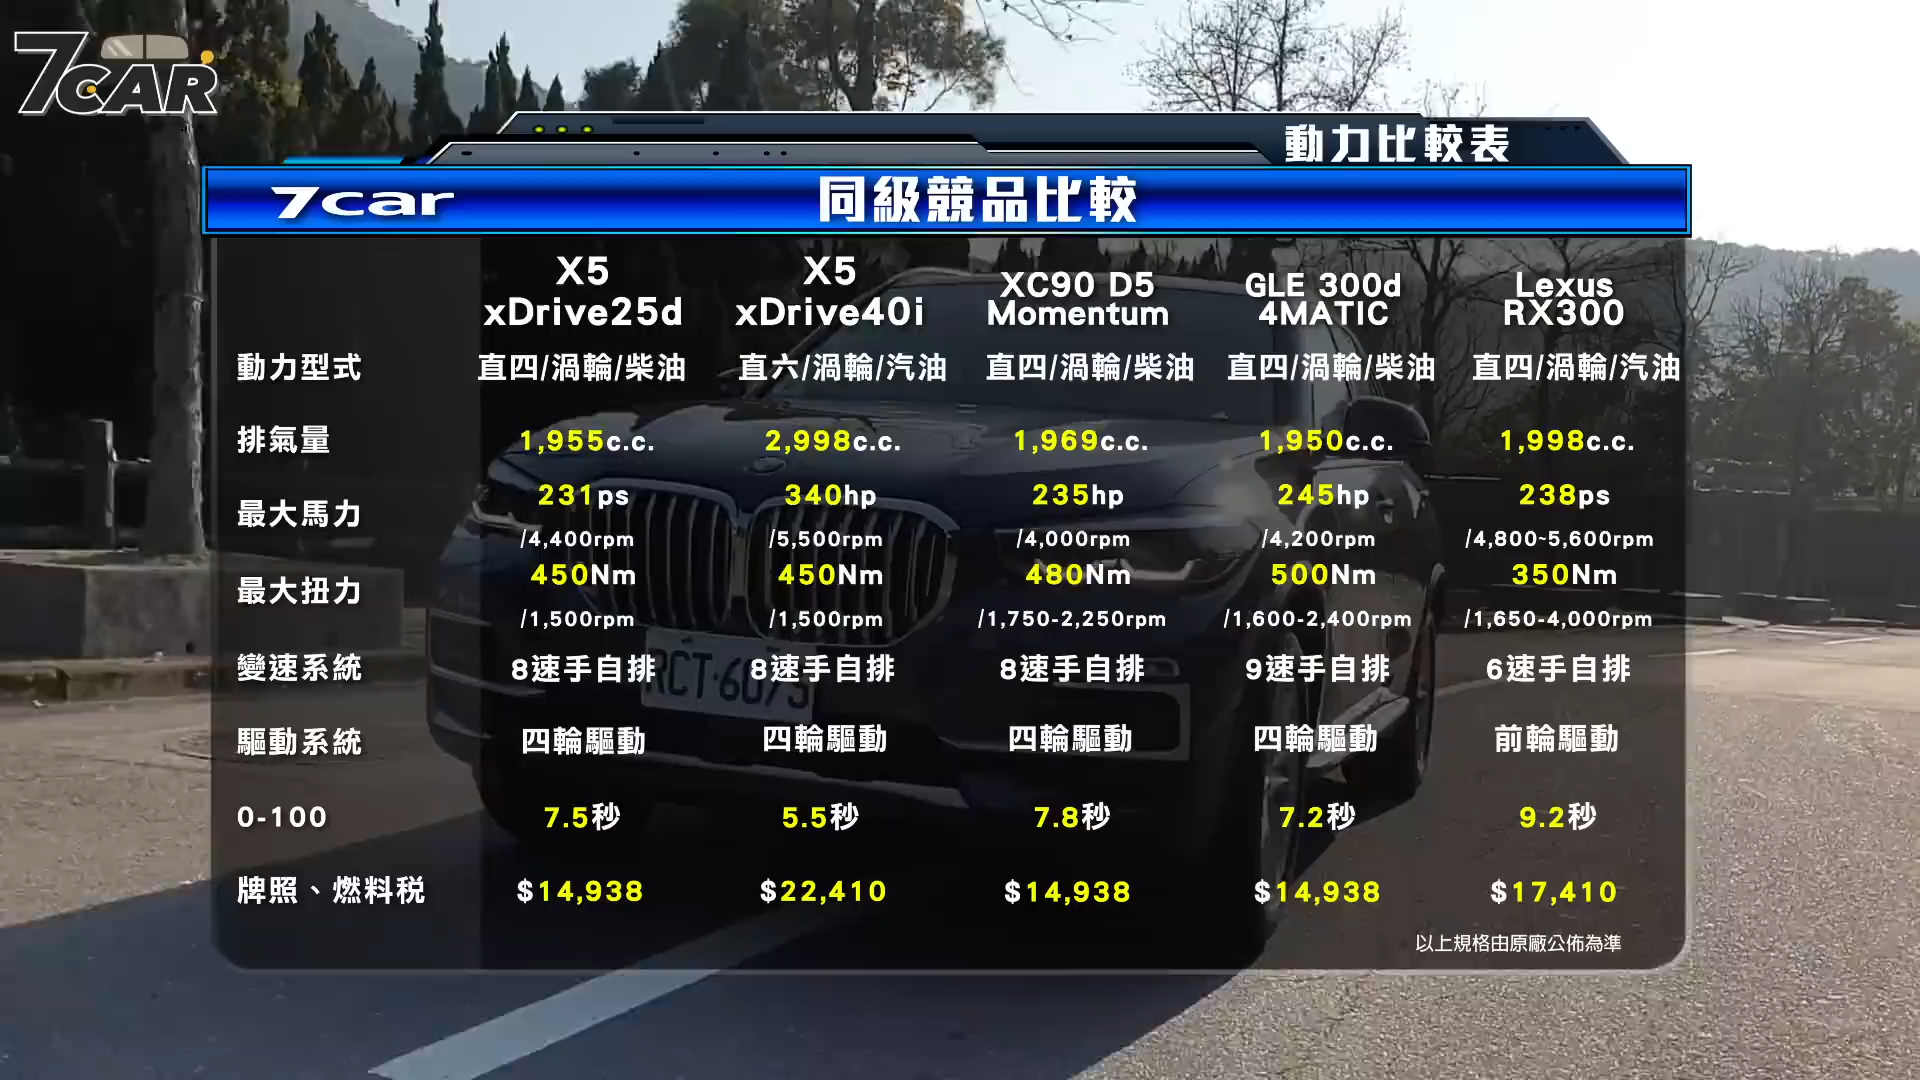 7CAR
動力比較表
7car
同級競品比較
X5 xDrive25d
X5 xDrive40i
XC90 D5 Momentum
GLE 300d 4MATIC
Lexus RX300
動力型式 直四/渦輪/柴油 直六/渦輪/汽油 直四/渦輪/柴油 直四/渦輪/柴油 直四/渦輪/汽油
排氣量 1,955c.c. 2,998c.c. 1,969c.c. 1,950c.c. 1,998c.c.
最大馬力 231ps 340hp 235hp 245hp 238ps
/4,400rpm /5,500rpm /4,000rpm /4,200rpm /4,800~5,600rpm
最大扭力 450Nm 450Nm 480Nm 500Nm 350Nm
/1,500rpm /1,500rpm /1,750-2,250rpm /1,600-2,400rpm /1,650-4,000rpm
變速系統 8速手自排 8速手自排 8速手自排 9速手自排 6速手自排
RCT-6073
驅動系統 四輪驅動 四輪驅動 四輪驅動 四輪驅動 前輪驅動
0-100 7.5秒 5.5秒 7.8秒 7.2秒 9.2秒
牌照、燃料税 $14,938 $22,410 $14,938 $14,938 $17,410
以上規格由原廠公佈為準